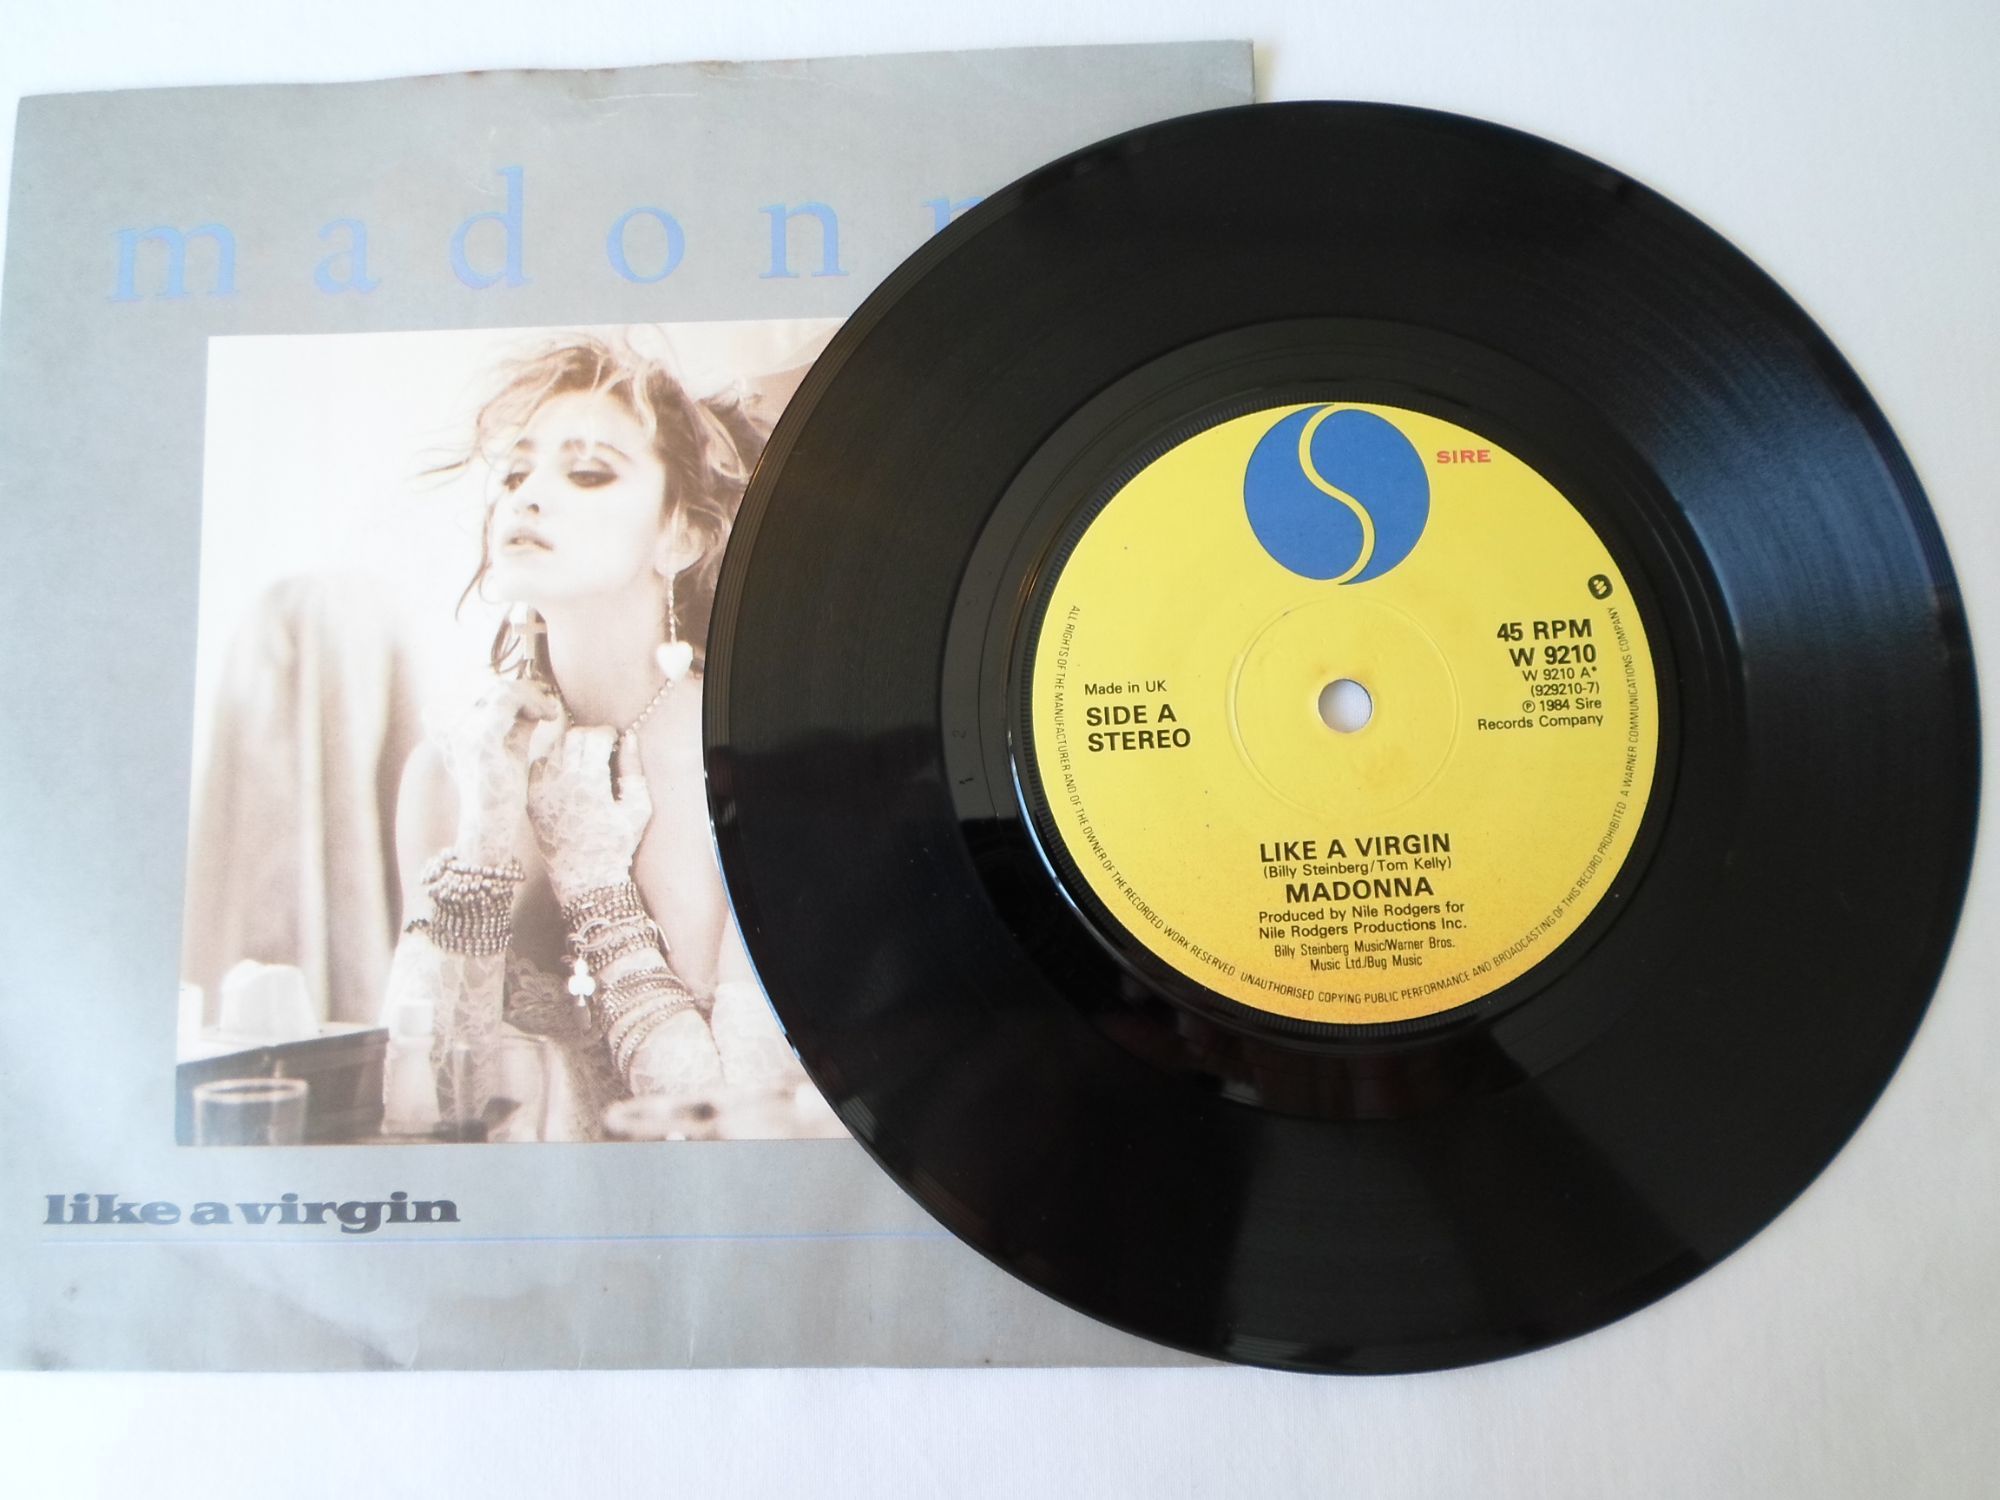 madonn
like a virgin
SIRE
45 RPM
W 9210
W 9210 A*
(929210-7)
℗ 1984 Sire
Records Company
Made in UK
SIDE A
STEREO
LIKE A VIRGIN
(Billy Steinberg/Tom Kelly)
MADONNA
Produced by Nile Rodgers for
Nile Rodgers Productions Inc.
Billy Steinberg Music/Warner Bros.
Music Ltd./Bug Music
ALL RIGHTS OF THE MANUFACTURER AND OF THE OWNER OF THE RECORDED WORK RESERVED UNAUTHORISED COPYING PUBLIC PERFORMANCE AND BROADCASTING OF THIS RECORD PROHIBITED A WARNER COMMUNICATIONS COMPANY